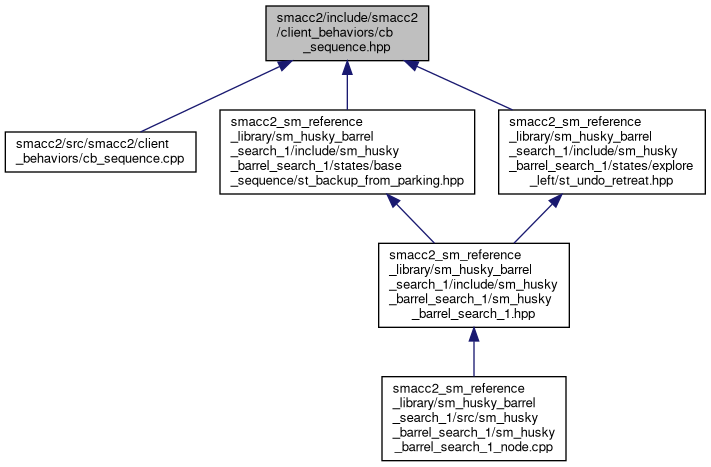 smacc2/include/smacc2
/client_behaviors/cb
_sequence.hpp
smacc2/src/smacc2/client
_behaviors/cb_sequence.cpp
smacc2_sm_reference
_library/sm_husky_barrel
_search_1/include/sm_husky
_barrel_search_1/states/base
_sequence/st_backup_from_parking.hpp
smacc2_sm_reference
_library/sm_husky_barrel
_search_1/include/sm_husky
_barrel_search_1/states/explore
_left/st_undo_retreat.hpp
smacc2_sm_reference
_library/sm_husky_barrel
_search_1/include/sm_husky
_barrel_search_1/sm_husky
_barrel_search_1.hpp
smacc2_sm_reference
_library/sm_husky_barrel
_search_1/src/sm_husky
_barrel_search_1/sm_husky
_barrel_search_1_node.cpp